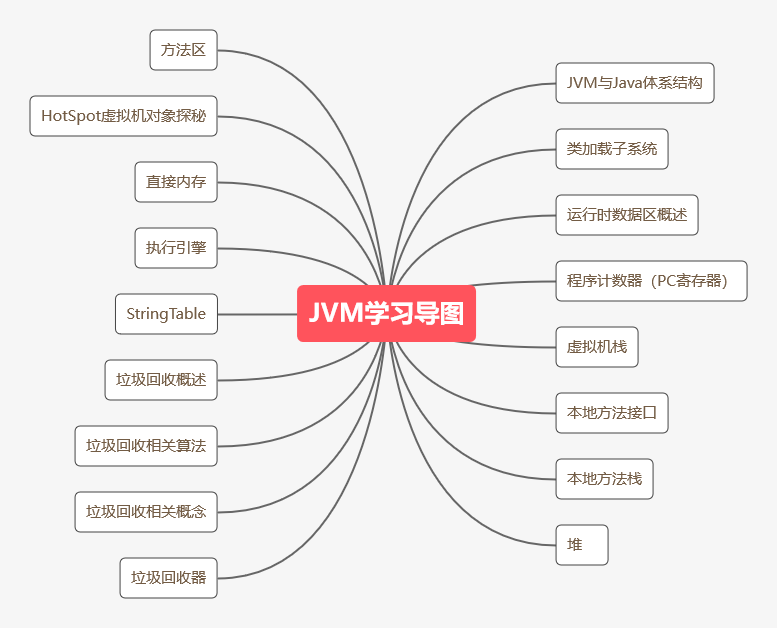 方法区
HotSpot虚拟机对象探秘
直接内存
执行引擎
StringTable
垃圾回收概述
垃圾回收相关算法
垃圾回收相关概念
垃圾回收器
JVM学习导图
JVM与Java体系结构
类加载子系统
运行时数据区概述
程序计数器（PC寄存器）
虚拟机栈
本地方法接口
本地方法栈
堆